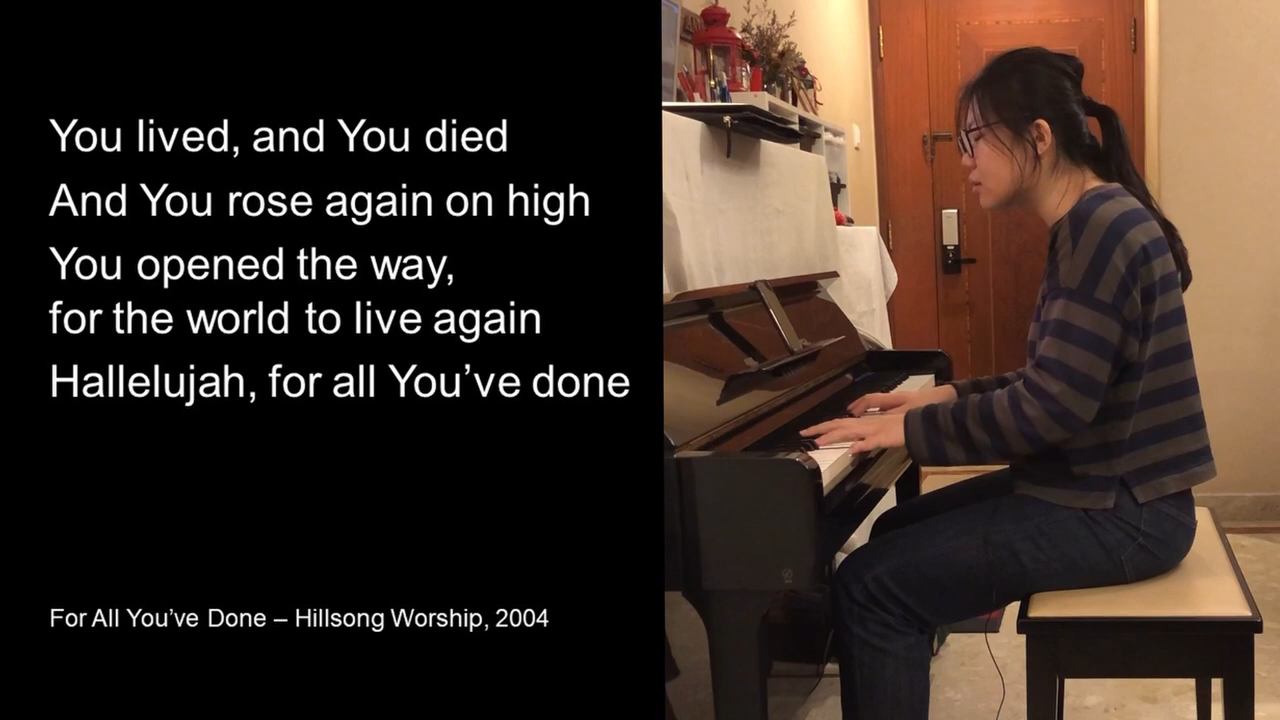 You lived, and You died
And You rose again on high
You opened the way,
for the world to live again
Hallelujah, for all You’ve done
For All You’ve Done – Hillsong Worship, 2004